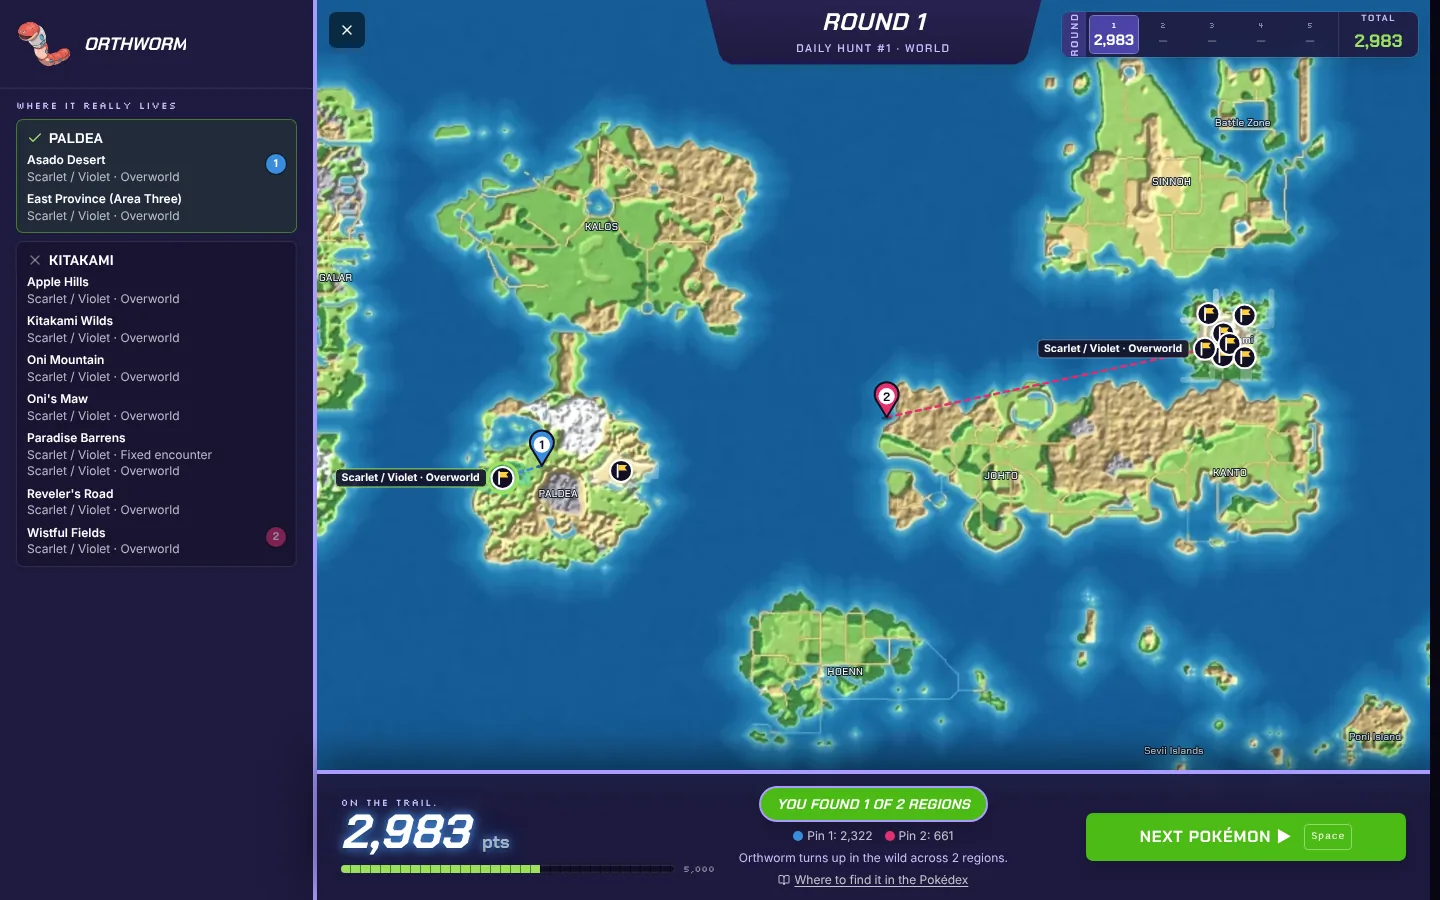 ORTHWORM
WHERE IT REALLY LIVES
PALDEA
Asado Desert
Scarlet / Violet · Overworld
1
East Province (Area Three)
Scarlet / Violet · Overworld
KITAKAMI
Apple Hills
Scarlet / Violet · Overworld
Kitakami Wilds
Scarlet / Violet · Overworld
Oni Mountain
Scarlet / Violet · Overworld
Oni's Maw
Scarlet / Violet · Overworld
Paradise Barrens
Scarlet / Violet · Fixed encounter
Scarlet / Violet · Overworld
Reveler's Road
Scarlet / Violet · Overworld
Wistful Fields
Scarlet / Violet · Overworld
2
ROUND 1
DAILY HUNT #1 · WORLD
ROUND
1 2 3 4 5 TOTAL
2,983 — — — — 2,983
Battle Zone
SINNOH
KALOS
GALAR
Scarlet / Violet · Overworld
2
1
Scarlet / Violet · Overworld
PALDEA
JOHTO
KANTO
HOENN
Poni Island
Sevii Islands
ON THE TRAIL.
2,983 pts
5,000
YOU FOUND 1 OF 2 REGIONS
Pin 1: 2,322 Pin 2: 661
Orthworm turns up in the wild across 2 regions.
Where to find it in the Pokédex
NEXT POKÉMON ▶ Space